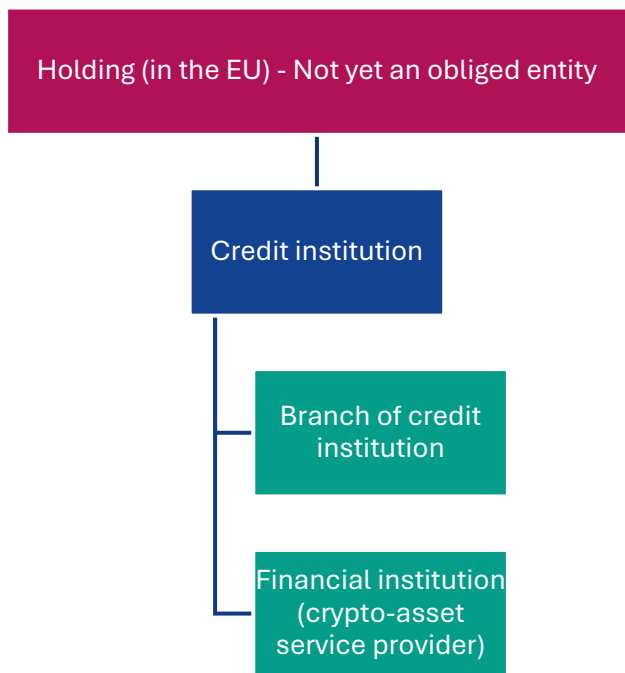 Holding (in the EU) - Not yet an obliged entity
Credit institution
Branch of credit
institution
Financial institution
(crypto-asset
service provider)